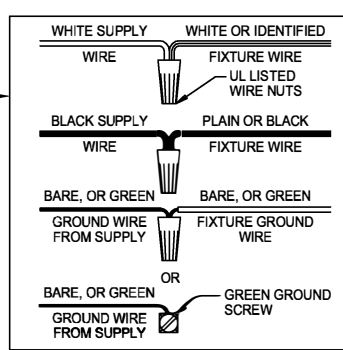 WHITE SUPPLY WHITE OR IDENTIFIED
WIRE FIXTURE WIRE
UL LISTED
WIRE NUTS
BLACK SUPPLY PLAIN OR BLACK
WIRE FIXTURE WIRE
BARE, OR GREEN BARE, OR GREEN
GROUND WIRE FIXTURE GROUND
FROM SUPPLY WIRE
OR
BARE, OR GREEN GREEN GROUND
SCREW
GROUND WIRE
FROM SUPPLY